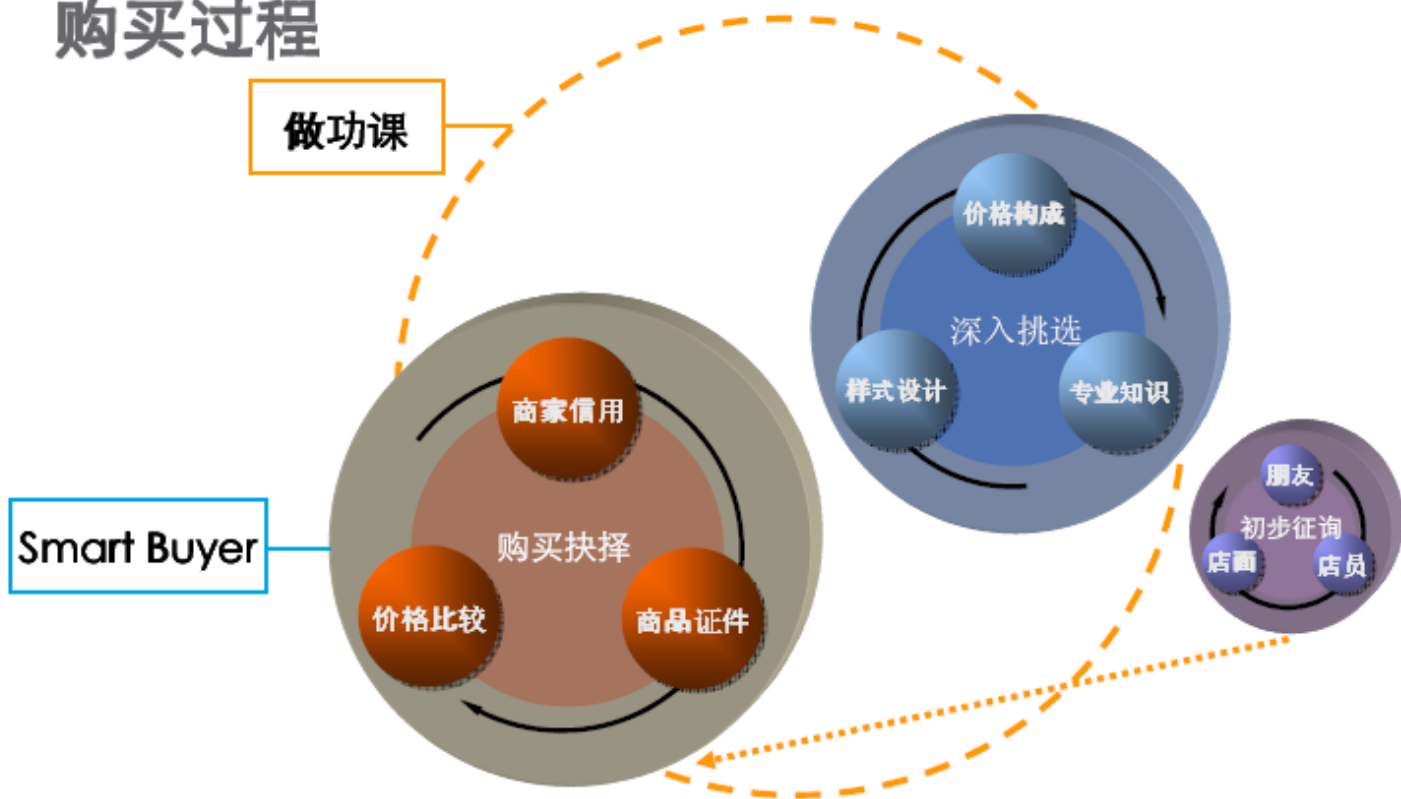 购买过程
做功课
价格构成
深入挑选
样式设计
专业知识
商家信用
朋友
初步征询
店面
店员
Smart Buyer
购买抉择
价格比较
商品证件